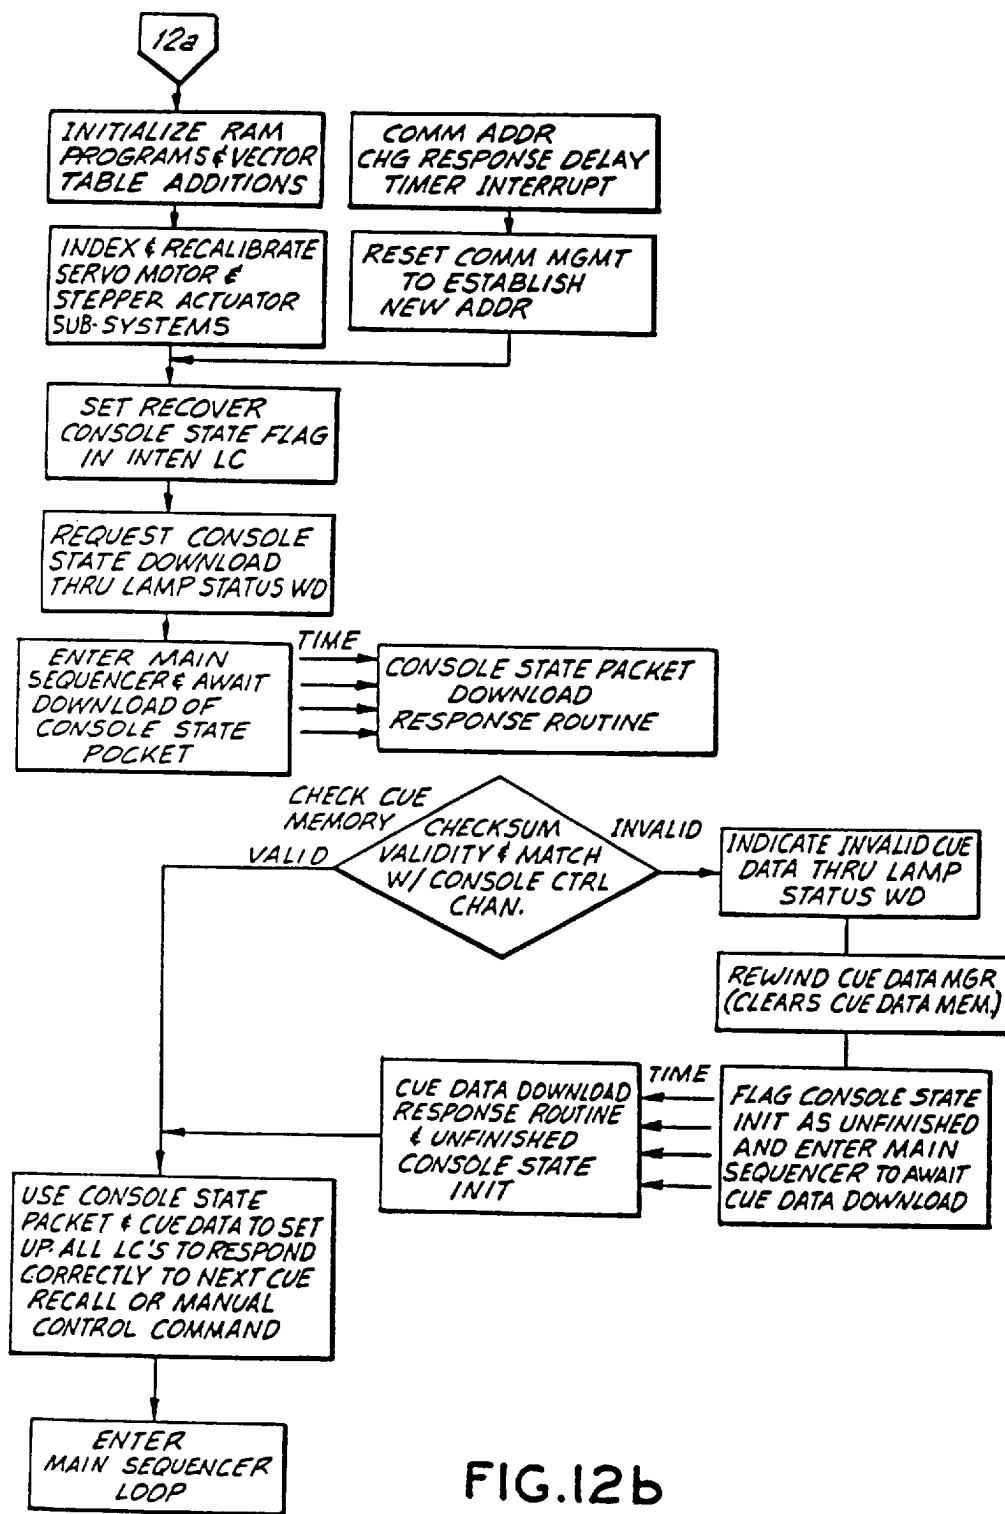 12a
INITIALIZE RAM
PROGRAMS & VECTOR
TABLE ADDITIONS
COMM ADDR
CHG RESPONSE DELAY
TIMER INTERRUPT
INDEX & RECALIBRATE
SERVO MOTOR &
STEPPER ACTUATOR
SUB-SYSTEMS
RESET COMM MGMT
TO ESTABLISH
NEW ADDR
SET RECOVER
CONSOLE STATE FLAG
IN INTEN LC
REQUEST CONSOLE
STATE DOWNLOAD
THRU LAMP STATUS WD
ENTER MAIN
SEQUENCER & AWAIT
DOWNLOAD OF
CONSOLE STATE
POCKET
TIME
CONSOLE STATE PACKET
DOWNLOAD
RESPONSE ROUTINE
CHECK CUE
MEMORY
CHECKSUM
VALIDITY & MATCH
W/ CONSOLE CTRL
CHAN.
VALID
INVALID
INDICATE INVALID CUE
DATA THRU LAMP
STATUS WD
REWIND CUE DATA MGR
(CLEARS CUE DATA MEM.)
FLAG CONSOLE STATE
INIT AS UNFINISHED
AND ENTER MAIN
SEQUENCER TO AWAIT
CUE DATA DOWNLOAD
TIME
CUE DATA DOWNLOAD
RESPONSE ROUTINE
& UNFINISHED
CONSOLE STATE
INIT
USE CONSOLE STATE
PACKET & CUE DATA TO SET
UP. ALL LC'S TO RESPOND
CORRECTLY TO NEXT CUE
RECALL OR MANUAL
CONTROL COMMAND
ENTER
MAIN SEQUENCER
LOOP
FIG.12b